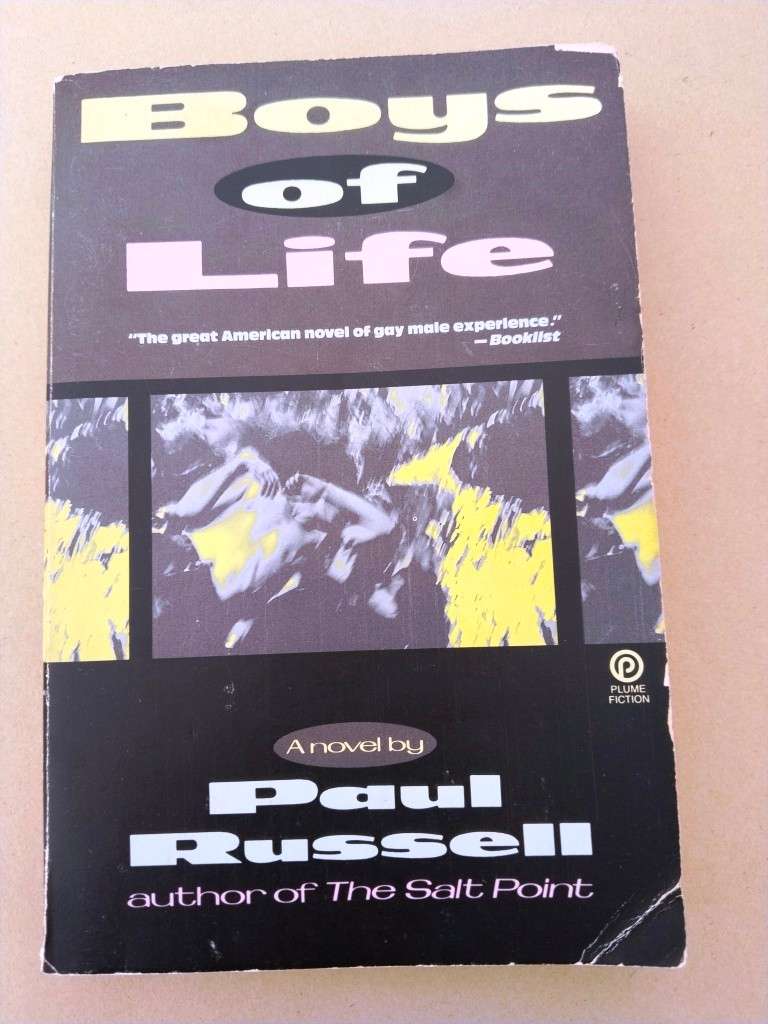 Boys
of
Life
“The great American novel of gay male experience.”
—Booklist
PLUME
FICTION
A novel by
Paul
Russell
author of The Salt Point